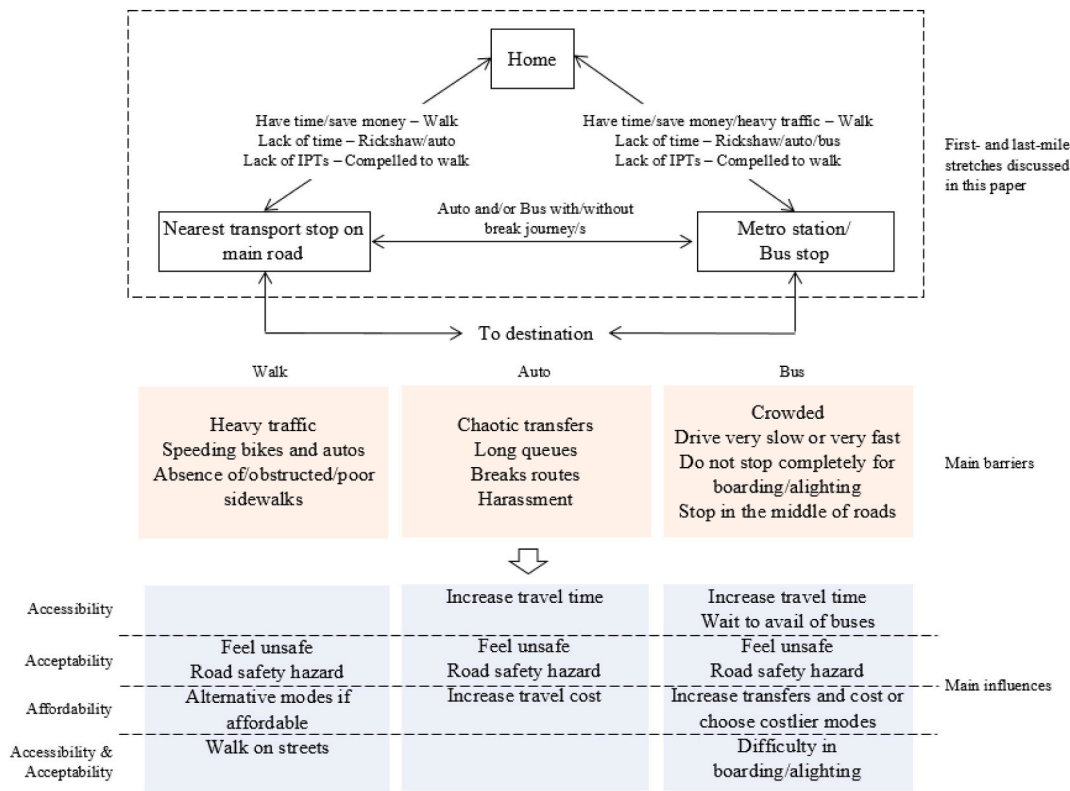 Home
Have time/save money – Walk
Lack of time – Rickshaw/auto
Lack of IPTs – Compelled to walk
Have time/save money/heavy traffic – Walk
Lack of time – Rickshaw/auto/bus
Lack of IPTs – Compelled to walk
First- and last-mile
stretches discussed
in this paper
Nearest transport stop on
main road
Auto and/or Bus with/without
break journey/s
Metro station/
Bus stop
To destination
Walk
Auto
Bus
Heavy traffic
Speeding bikes and autos
Absence of/obstructed/poor
sidewalks
Chaotic transfers
Long queues
Breaks routes
Harassment
Crowded
Drive very slow or very fast
Do not stop completely for
boarding/alighting
Stop in the middle of roads
Main barriers
Accessibility
Increase travel time
Increase travel time
Wait to avail of buses
Acceptability
Feel unsafe
Road safety hazard
Feel unsafe
Road safety hazard
Feel unsafe
Road safety hazard
Main influences
Affordability
Alternative modes if
affordable
Increase travel cost
Increase transfers and cost or
choose costlier modes
Accessibility &
Acceptability
Walk on streets
Difficulty in
boarding/alighting